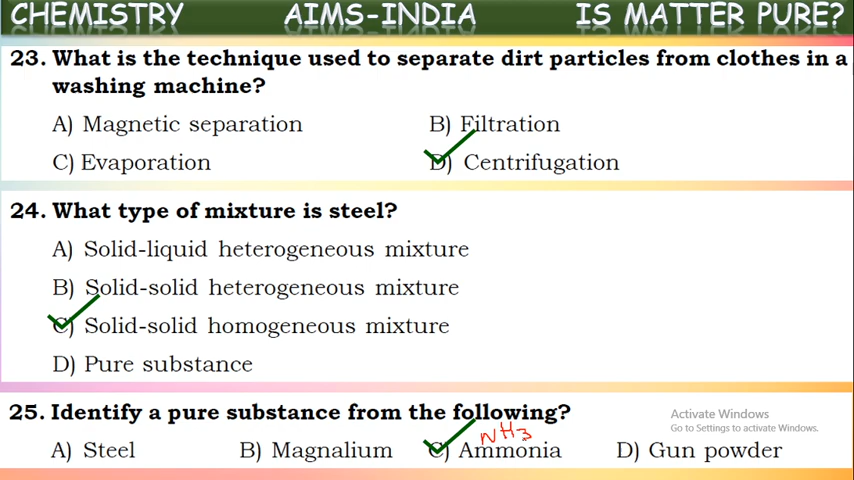 CHEMISTRY AIMS-INDIA IS MATTER PURE?
23. What is the technique used to separate dirt particles from clothes in a
washing machine?
A) Magnetic separation B) Filtration
C) Evaporation D) Centrifugation
24. What type of mixture is steel?
A) Solid-liquid heterogeneous mixture
B) Solid-solid heterogeneous mixture
C) Solid-solid homogeneous mixture
D) Pure substance
25. Identify a pure substance from the following?
NH3
A) Steel B) Magnalium C) Ammonia D) Gun powder
Activate Windows
Go to Settings to activate Windows.